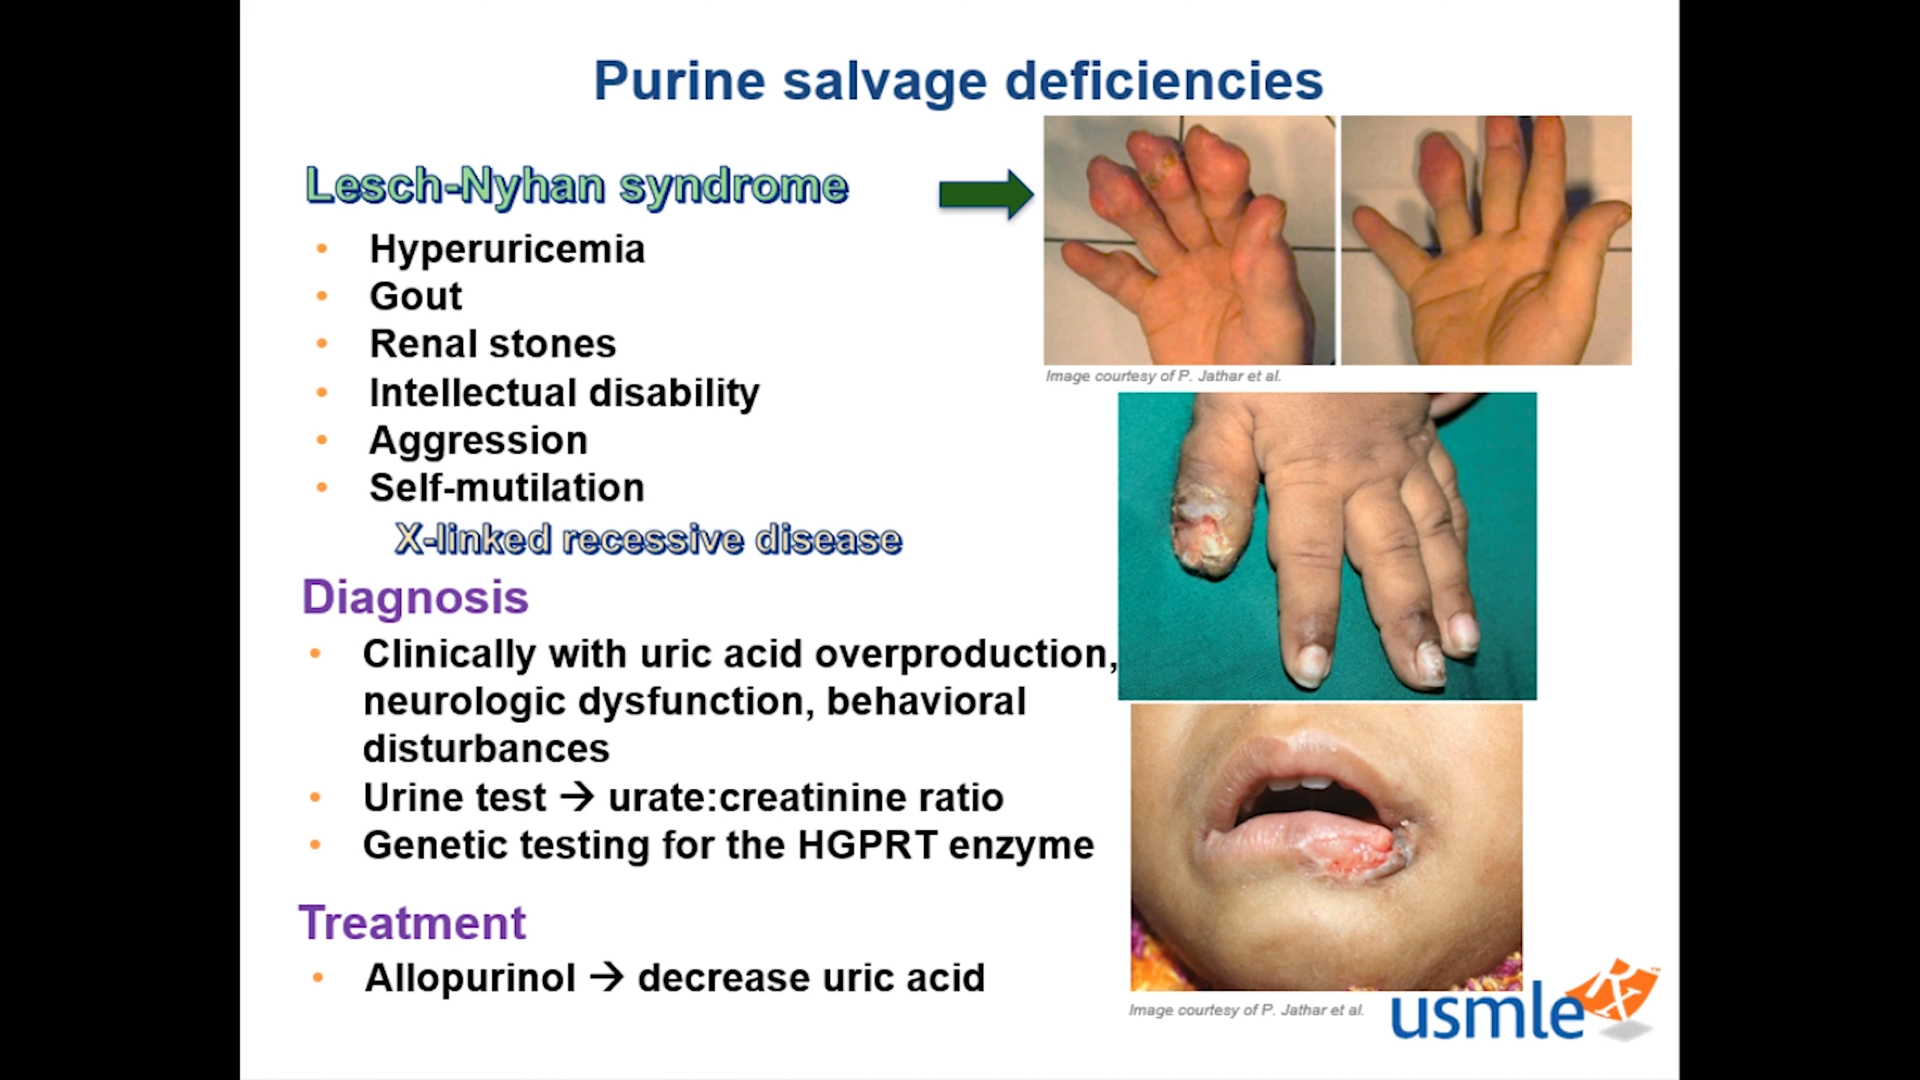 Purine salvage deficiencies
Lesch-Nyhan syndrome
• Hyperuricemia
• Gout
• Renal stones
• Intellectual disability
• Aggression
• Self-mutilation
X-linked recessive disease
Diagnosis
• Clinically with uric acid overproduction,
neurologic dysfunction, behavioral
disturbances
• Urine test → urate:creatinine ratio
• Genetic testing for the HGPRT enzyme
Treatment
• Allopurinol → decrease uric acid
Image courtesy of P. Jathar et al.
Image courtesy of P. Jathar et al.
usmle Rx